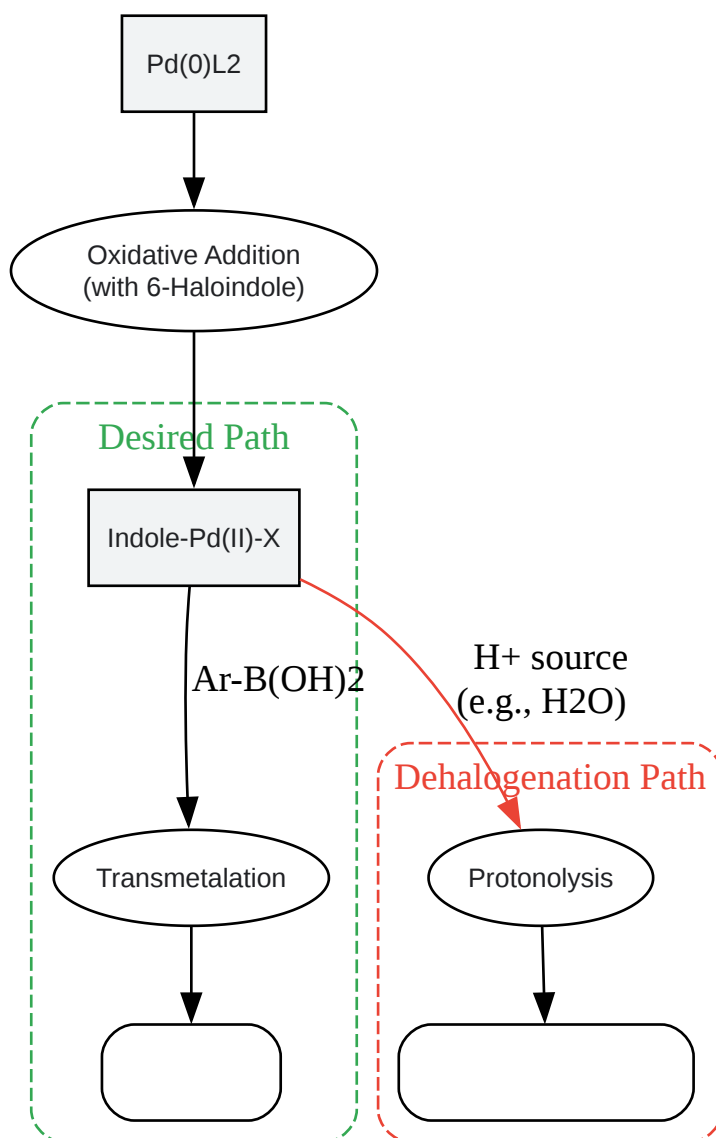 Pd(0)L2
Oxidative Addition
(with 6-Haloindole)
Desired Path
Indole-Pd(II)-X
Ar-B(OH)2
H+ source
(e.g., H2O)
Dehalogenation Path
Transmetalation
Protonolysis